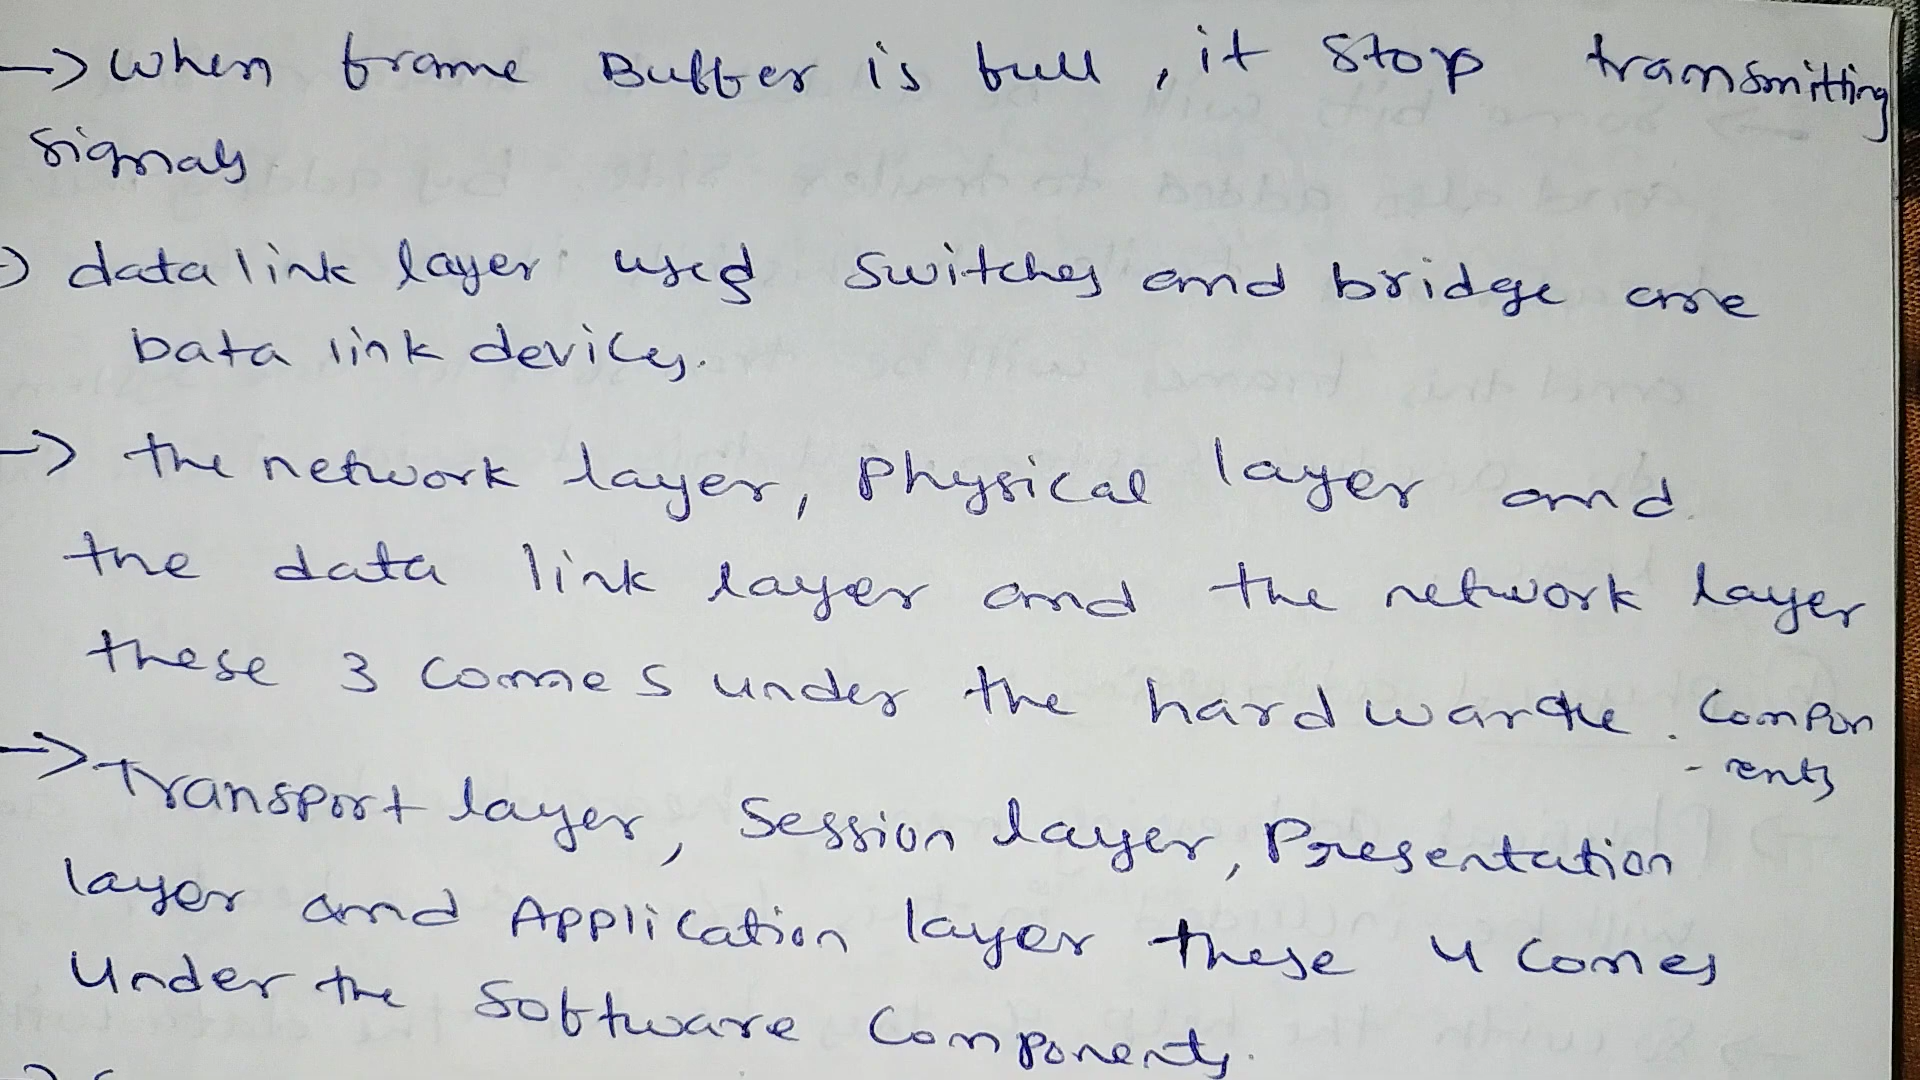 → when frame Buffer is full, it stop transmitting
signals
→ data link layer used switches and bridge are
Data link devices.
→ the network layer, physical layer and
the data link layer and the network layer
these 3 comes under the hardware. Compon
- ents
→ Transport layer, Session layer, Presentation
layer and Application layer these 4 comes
under the software components.